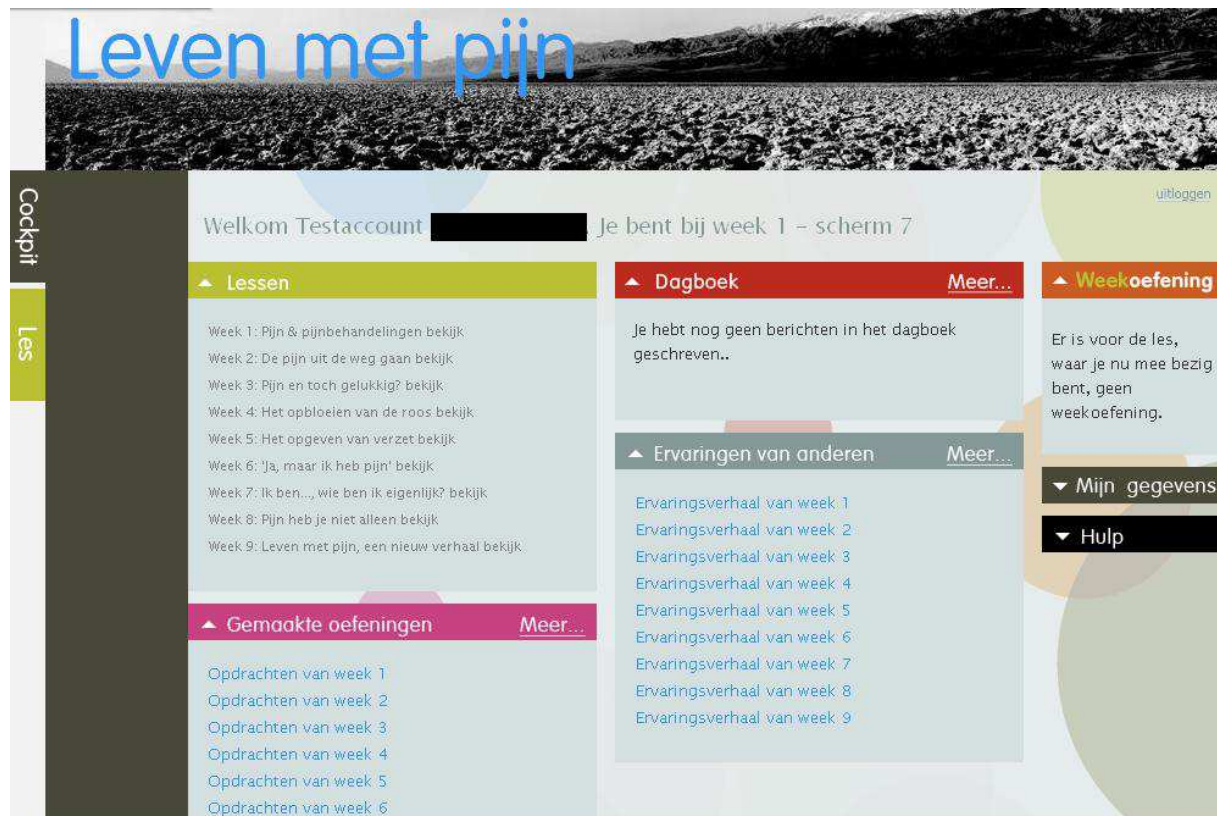 Leven met pijn
Cockpit
Les
uitloggen
Welkom Testaccount , Je bent bij week 1 – scherm 7
Lessen
Week 1: Pijn & pijnbehandelingen bekijk
Week 2: De pijn uit de weg gaan bekijk
Week 3: Pijn en toch gelukkig? bekijk
Week 4: Het opbloeien van de roos bekijk
Week 5: Het opgeven van verzet bekijk
Week 6: 'Ja, maar ik heb pijn' bekijk
Week 7: Ik ben..., wie ben ik eigenlijk? bekijk
Week 8: Pijn heb je niet alleen bekijk
Week 9: Leven met pijn, een nieuw verhaal bekijk
Gemaakte oefeningen Meer...
Opdrachten van week 1
Opdrachten van week 2
Opdrachten van week 3
Opdrachten van week 4
Opdrachten van week 5
Opdrachten van week 6
Dagboek Meer...
Je hebt nog geen berichten in het dagboek
geschreven..
Ervaringen van anderen Meer...
Ervaringsverhaal van week 1
Ervaringsverhaal van week 2
Ervaringsverhaal van week 3
Ervaringsverhaal van week 4
Ervaringsverhaal van week 5
Ervaringsverhaal van week 6
Ervaringsverhaal van week 7
Ervaringsverhaal van week 8
Ervaringsverhaal van week 9
Weekoefening
Er is voor de les,
waar je nu mee bezig
bent, geen
weekoefening.
Mijn gegevens
Hulp